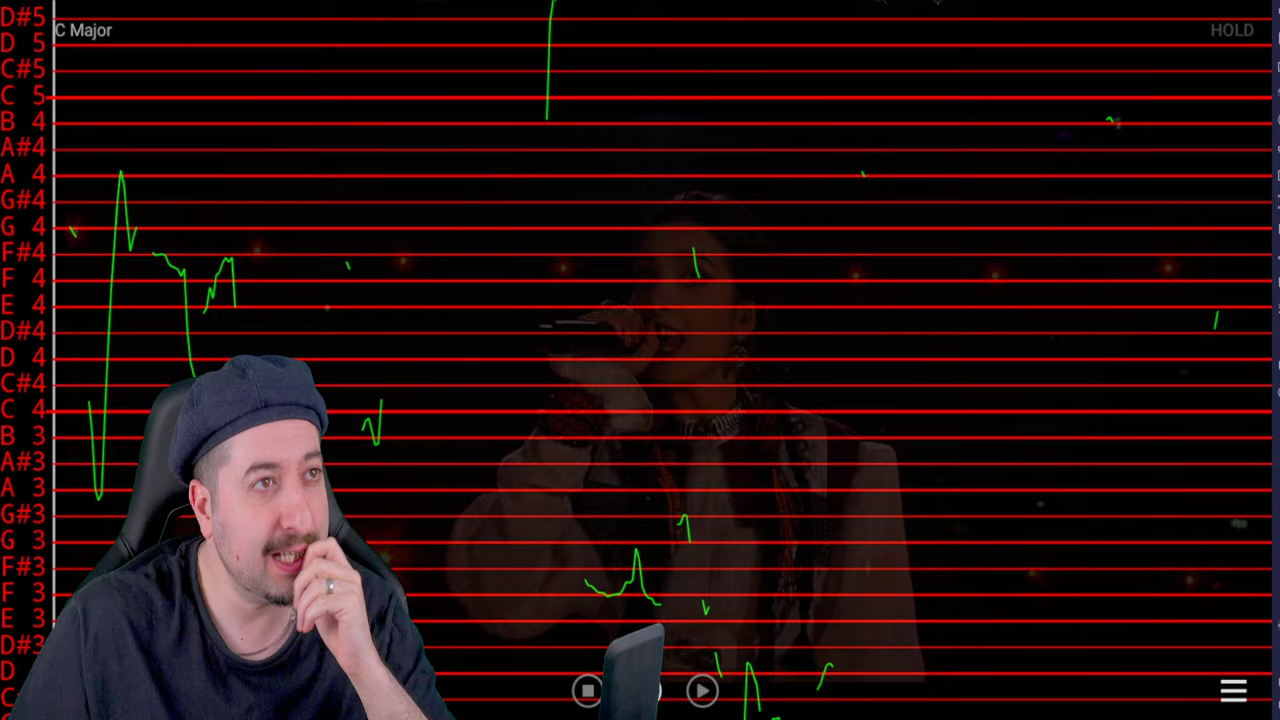 D#5
C Major
HOLD
D 5
C#5
C 5
B 4
A#4
A 4
G#4
G 4
F#4
F 4
E 4
D#4
D 4
C#4
C 4
B 3
A#3
A 3
G#3
G 3
F#3
F 3
E 3
D#3
D
C